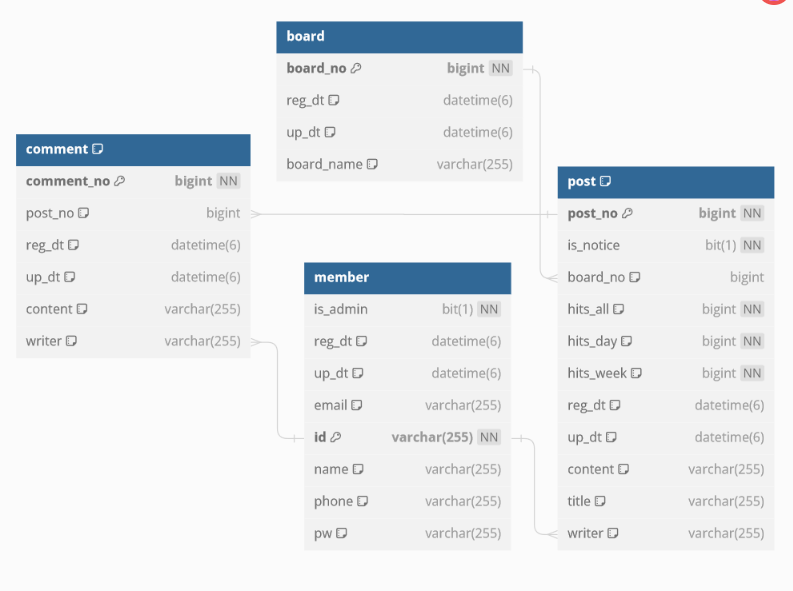 board
board_no bigint NN
reg_dt datetime(6)
up_dt datetime(6)
board_name varchar(255)
comment
comment_no bigint NN
post_no bigint
reg_dt datetime(6)
up_dt datetime(6)
content varchar(255)
writer varchar(255)
member
is_admin bit(1) NN
reg_dt datetime(6)
up_dt datetime(6)
email varchar(255)
id varchar(255) NN
name varchar(255)
phone varchar(255)
pw varchar(255)
post
post_no bigint NN
is_notice bit(1) NN
board_no bigint
hits_all bigint NN
hits_day bigint NN
hits_week bigint NN
reg_dt datetime(6)
up_dt datetime(6)
content varchar(255)
title varchar(255)
writer varchar(255)